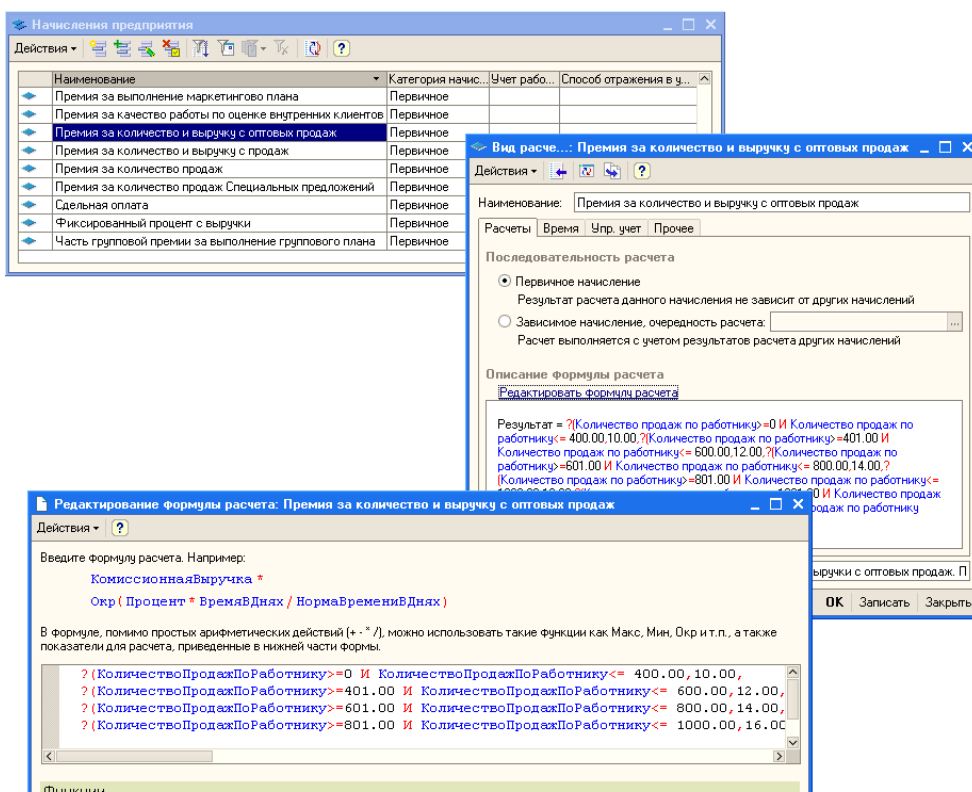 Начисления предприятия
Действия
Наименование Категория начис... Учет рабо... Способ отражения в у...
Премия за выполнение маркетингово плана Первичное
Премия за качество работы по оценке внутренних клиентов Первичное
Премия за количество и выручку с оптовых продаж Первичное
Премия за количество и выручку с продаж Первичное
Премия за количество продаж Первичное
Премия за количество продаж Специальных предложений Первичное
Сдельная оплата Первичное
Фиксированный процент с выручки Первичное
Часть групповой премии за выполнение группового плана Первичное
Вид расче...: Премия за количество и выручку с оптовых продаж
Действия
Наименование: Премия за количество и выручку с оптовых продаж
Расчеты Время Упр. учет Прочее
Последовательность расчета
Первичное начисление
Результат расчета данного начисления не зависит от других начислений
Зависимое начисление, очередность расчета: ...
Расчет выполняется с учетом результатов расчета других начислений
Описание формулы расчета
Редактировать формулу расчета
Результат = ?(Количество продаж по работнику>=0 И Количество продаж по
работнику<= 400.00,10.00,?(Количество продаж по работнику>=401.00 И
Количество продаж по работнику<= 600.00,12.00,?(Количество продаж по
работнику>=601.00 И Количество продаж по работнику<= 800.00,14.00,?
(Количество продаж по работнику>=801.00 И Количество продаж по работнику<=
0 И Количество продаж
одаж по работнику
ыручки с оптовых продаж. П
OK Записать Закрыть
Редактирование формулы расчета: Премия за количество и выручку с оптовых продаж
Действия
Введите формулу расчета. Например:
КомиссионнаяВыручка *
Окр(Процент * ВремяВДнях / НормаВремениВДнях)
В формуле, помимо простых арифметических действий (+ - * /), можно использовать такие функции как Макс, Мин, Окр и т.п., а также
показатели для расчета, приведенные в нижней части формы.
?(КоличествоПродажПоРаботнику>=0 И КоличествоПродажПоРаботнику<= 400.00,10.00,
?(КоличествоПродажПоРаботнику>=401.00 И КоличествоПродажПоРаботнику<= 600.00,12.00,
?(КоличествоПродажПоРаботнику>=601.00 И КоличествоПродажПоРаботнику<= 800.00,14.00,
?(КоличествоПродажПоРаботнику>=801.00 И КоличествоПродажПоРаботнику<= 1000.00,16.00
Функции